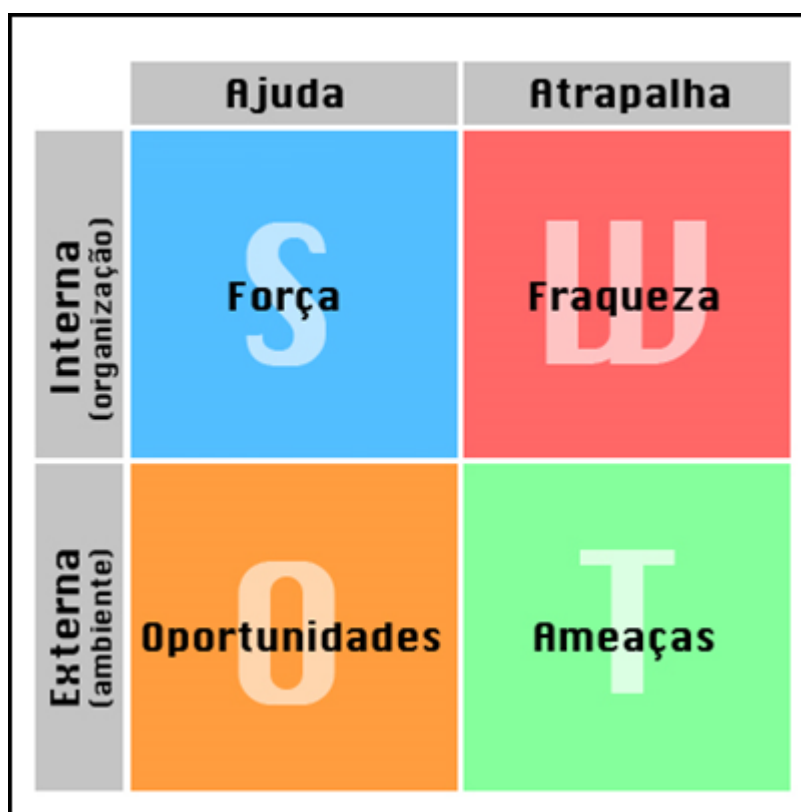 Ajuda
Atrapalha
Interna
(organização)
S
Força
W
Fraqueza
Externa
(ambiente)
O
Oportunidades
T
Ameaças